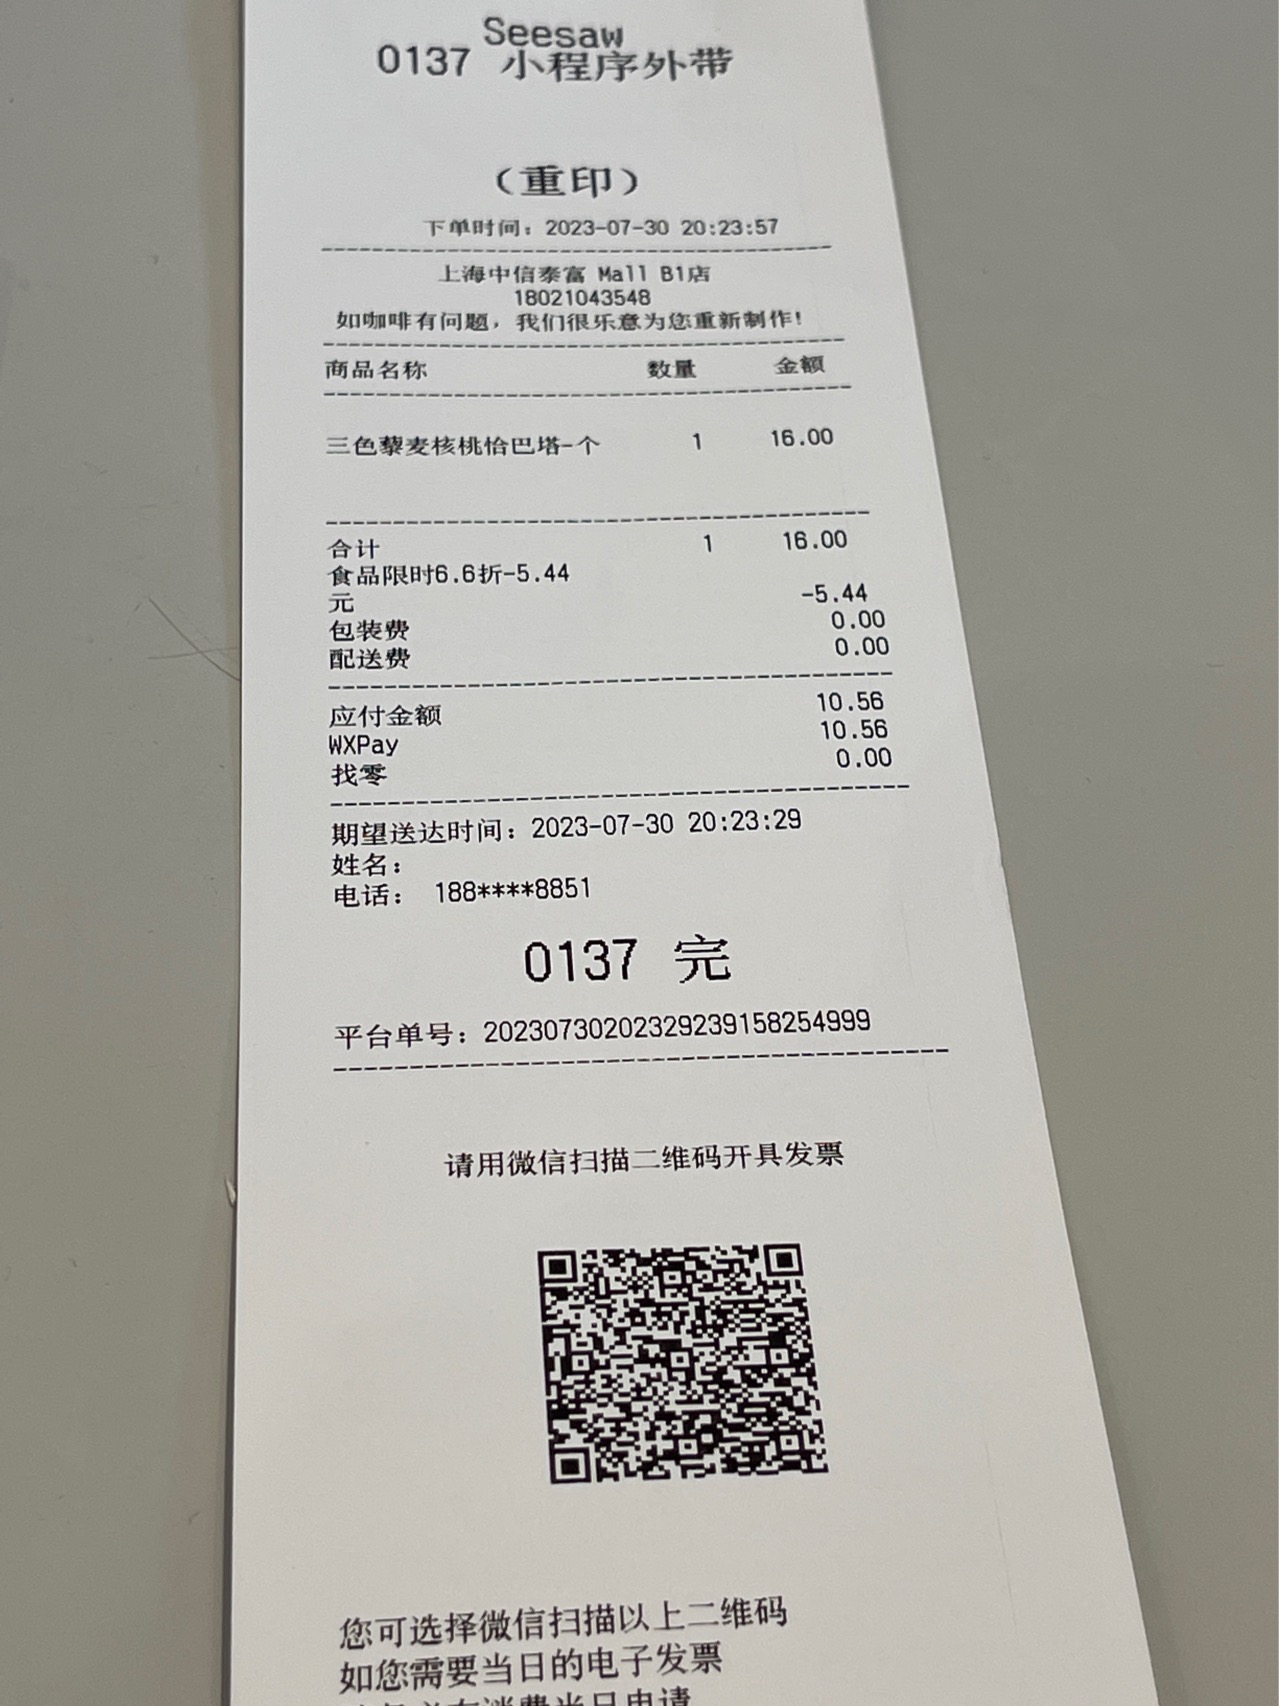 Seesaw
0137 小程序外带
(重印)
下单时间: 2023-07-30 20:23:57
上海中信泰富 Mall B1店
18021043548
如咖啡有问题，我们很乐意为您重新制作!
商品名称 数量 金额
三色藜麦核桃恰巴塔-个 1 16.00
合计 1 16.00
食品限时6.6折-5.44
元 -5.44
包装费 0.00
配送费 0.00
应付金额 10.56
WXPay 10.56
找零 0.00
期望送达时间: 2023-07-30 20:23:29
姓名:
电话: 188****8851
0137 完
平台单号: 20230730202329239158254999
请用微信扫描二维码开具发票
您可选择微信扫描以上二维码
如您需要当日的电子发票
消费当日申请